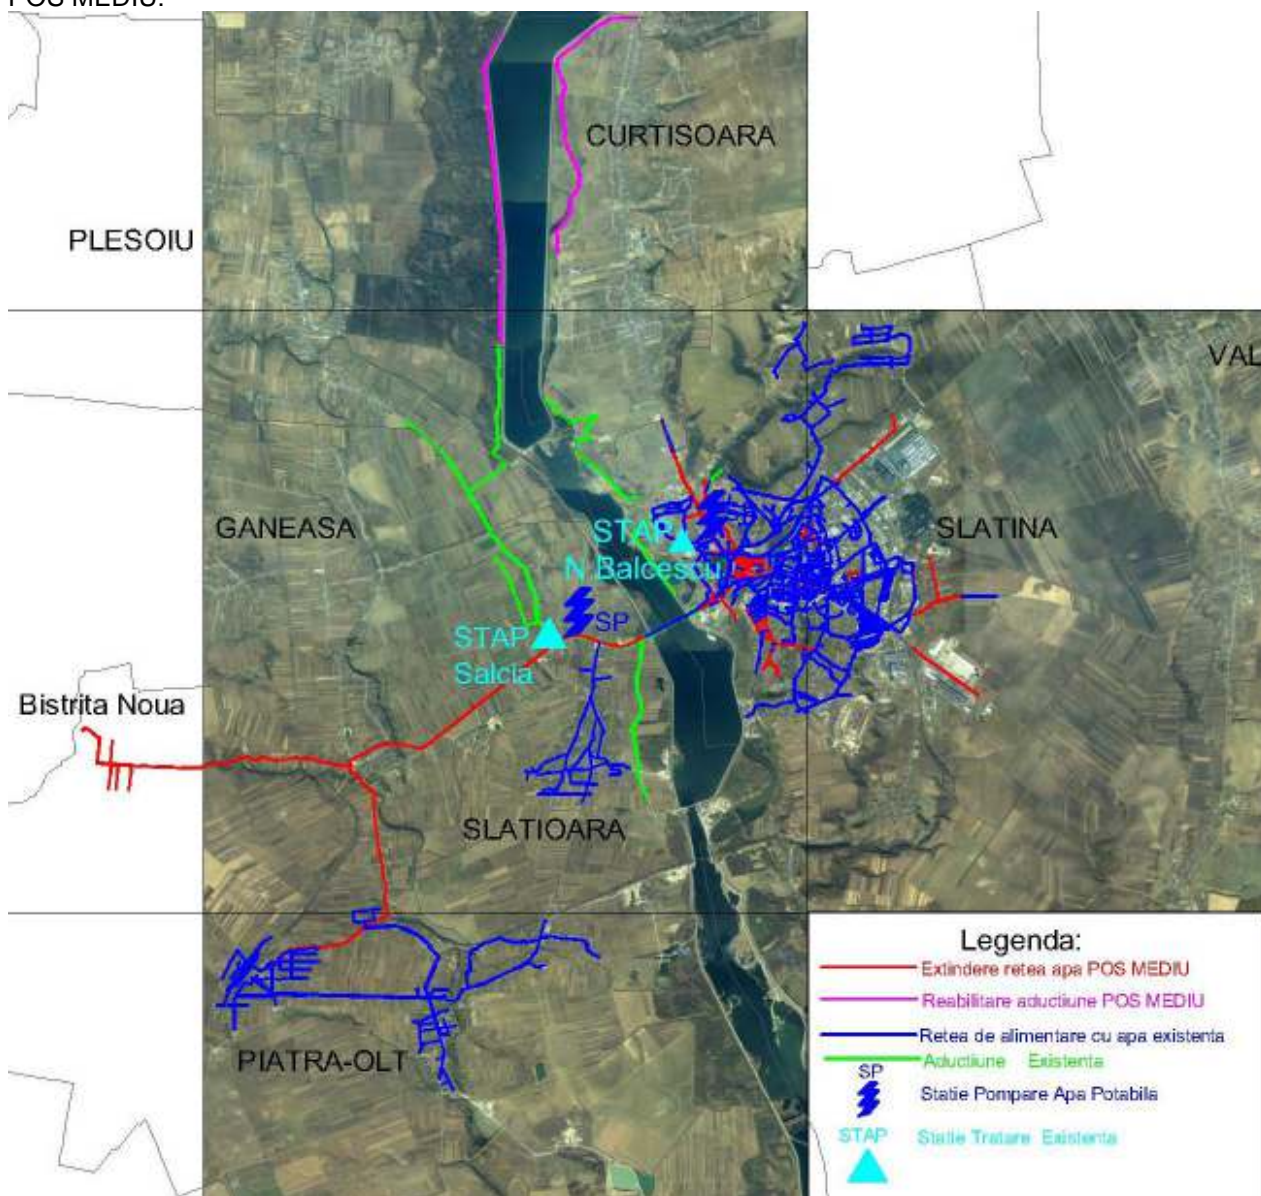 POS MEDIU:
CURTISOARA
PLESOIU
VAL
GANEASA
STAP
N.Balcescu
SLATINA
SP
STAP
Salcia
Bistrita Noua
SLATIOARA
PIATRA-OLT
Legenda:
Extindere retea apa POS MEDIU
Reabilitare aductiune POS MEDIU
Retea de alimentare cu apa existenta
Aductiune Existenta
SP
Statie Pompare Apa Potabila
STAP
Statie Tratare Existenta